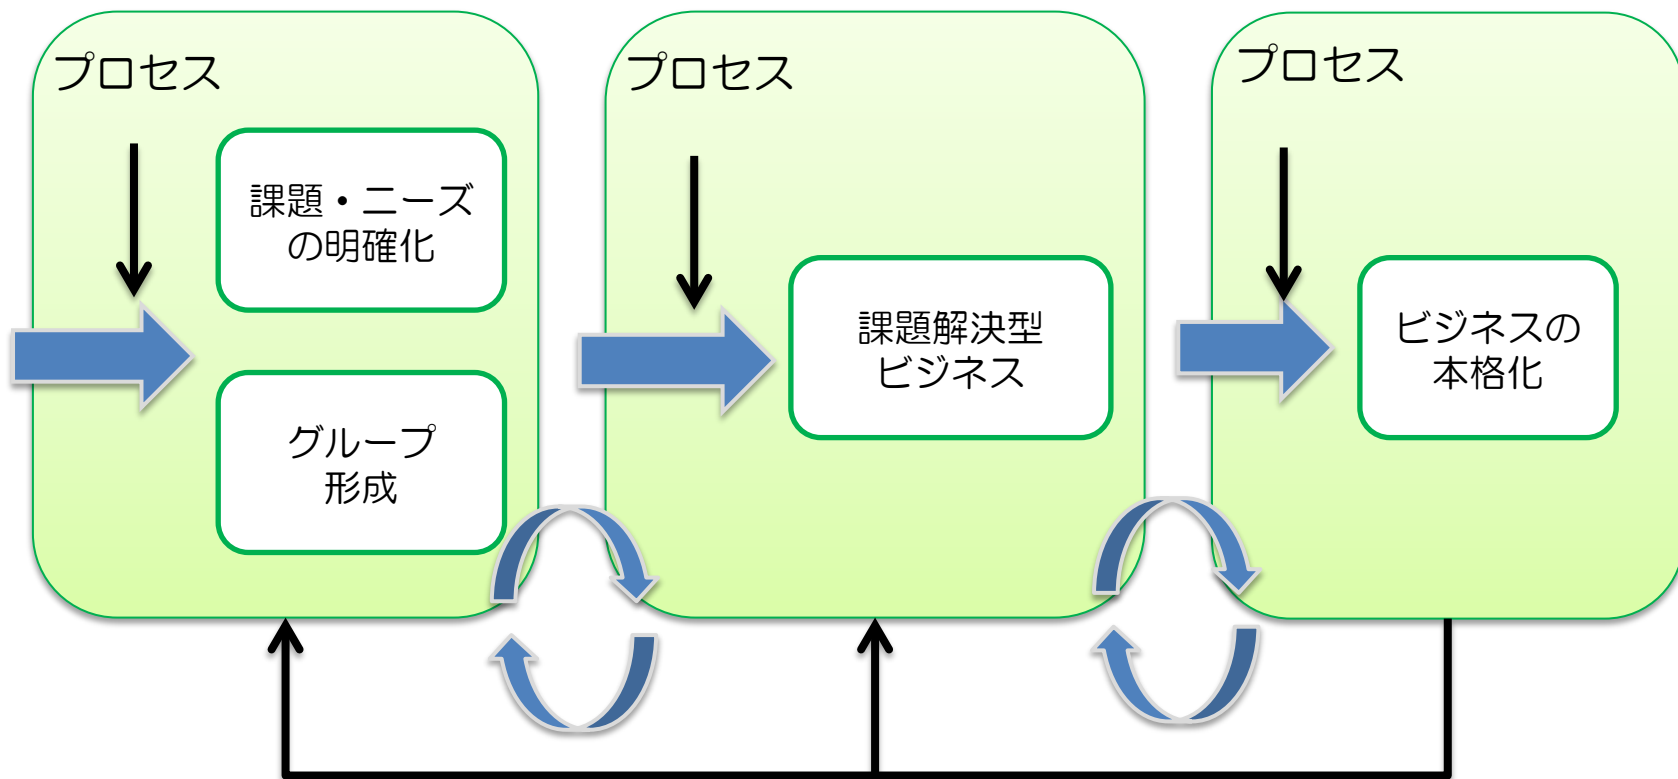 プロセス
課題・ニーズ
の明確化
グループ
形成
プロセス
課題解決型
ビジネス
プロセス
ビジネスの
本格化